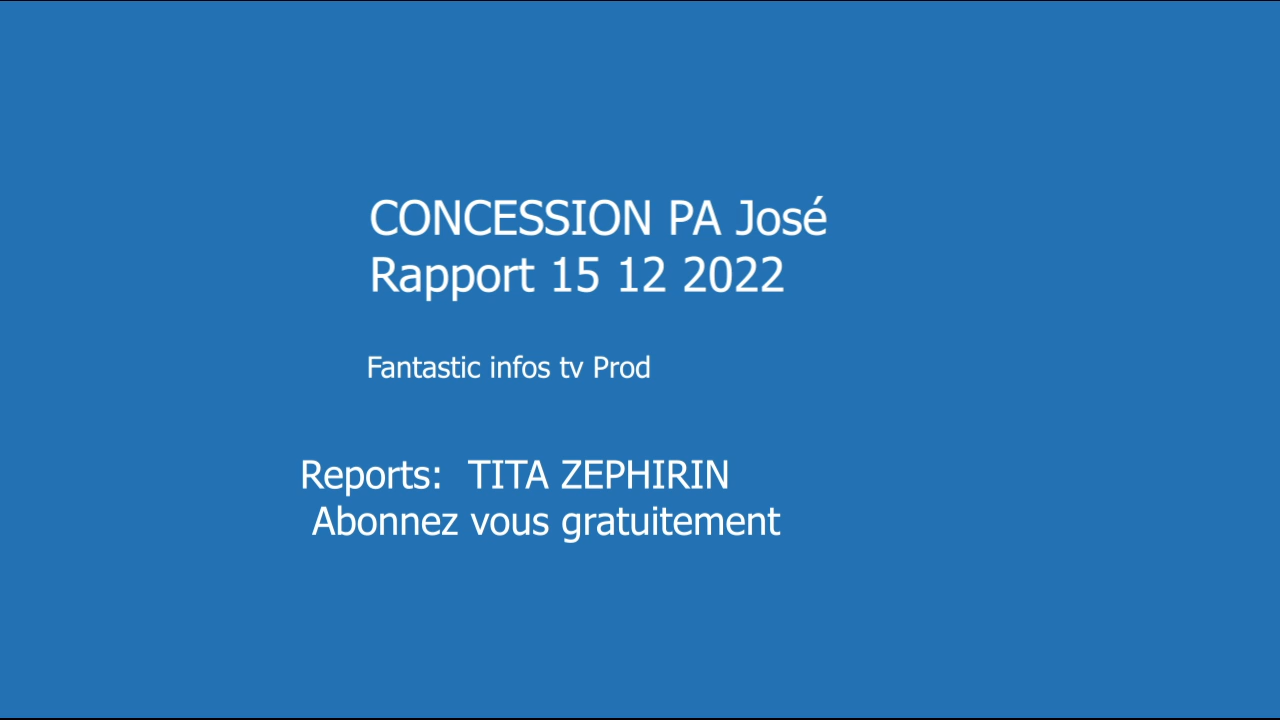 CONCESSION PA José
Rapport 15 12 2022
Fantastic infos tv Prod
Reports: TITA ZEPHIRIN
Abonnez vous gratuitement